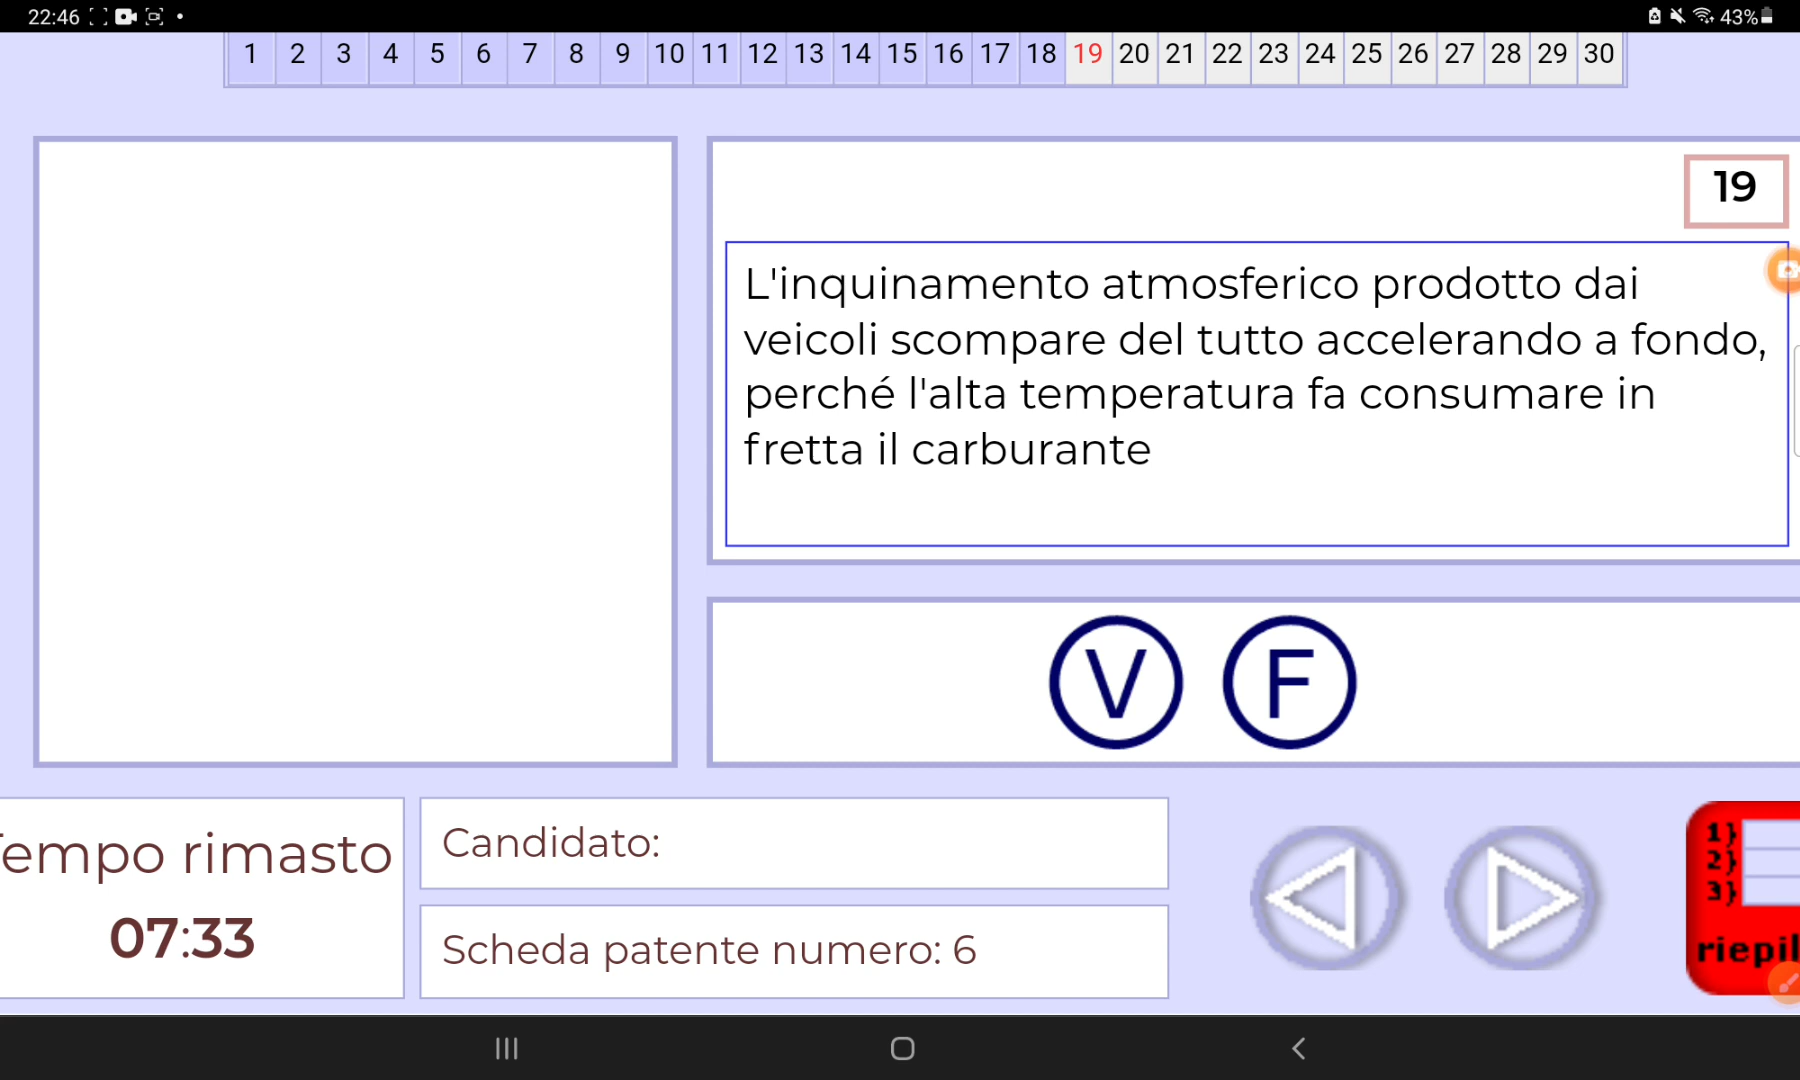 22:46
43%
1 2 3 4 5 6 7 8 9 10 11 12 13 14 15 16 17 18 19 20 21 22 23 24 25 26 27 28 29 30
19
L'inquinamento atmosferico prodotto dai
veicoli scompare del tutto accelerando a fondo,
perché l'alta temperatura fa consumare in
fretta il carburante
V F
empo rimasto
07:33
Candidato:
Scheda patente numero: 6
1}
2}
3}
riepil